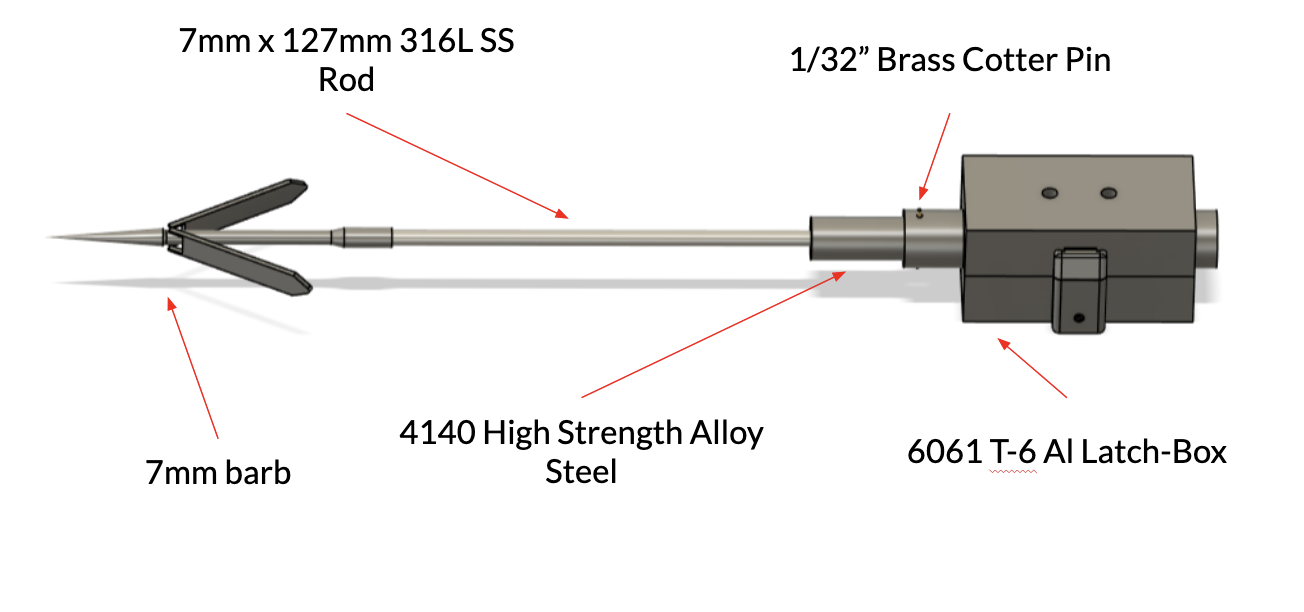 7mm x 127mm 316L SS
Rod
1/32” Brass Cotter Pin
4140 High Strength Alloy
Steel
6061 T-6 Al Latch-Box
7mm barb